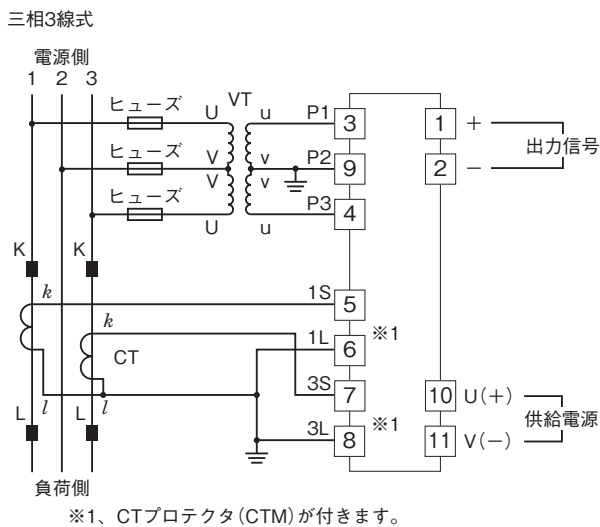 三相3線式
電源側
1 2 3
ヒューズ U VT u P1 3 1 +
出力信号
ヒューズ V v P2 9 2 −
ヒューズ V v
U u P3 4
K K
k 1S 5
※1
k 1L 6
CT
3S 7 10 U(+)
供給電源
L l L l ※1
3L 8 11 V(−)
負荷側
※1、CTプロテクタ(CTM)が付きます。